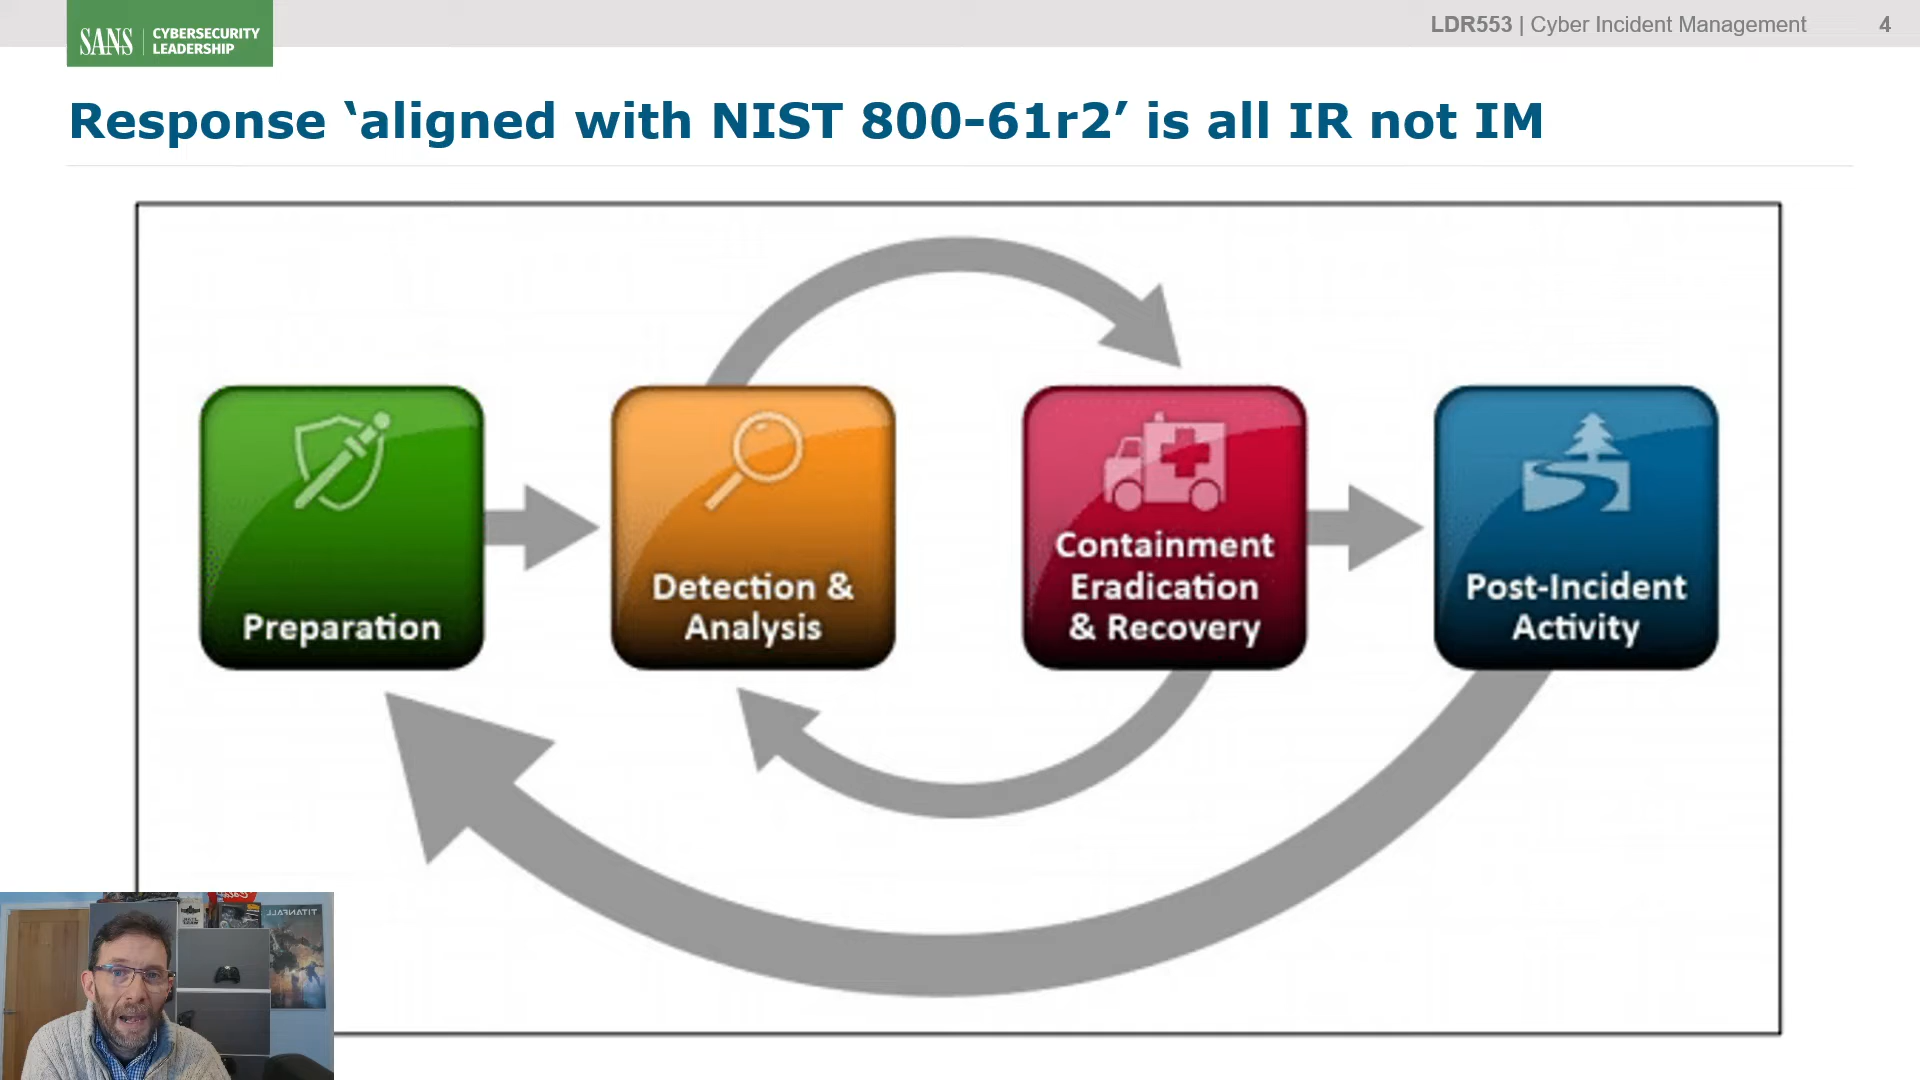 SANS
CYBERSECURITY
LEADERSHIP
LDR553 | Cyber Incident Management
4
Response ‘aligned with NIST 800-61r2’ is all IR not IM
Preparation
Detection &
Analysis
Containment
Eradication
& Recovery
Post-Incident
Activity
TITANFALL